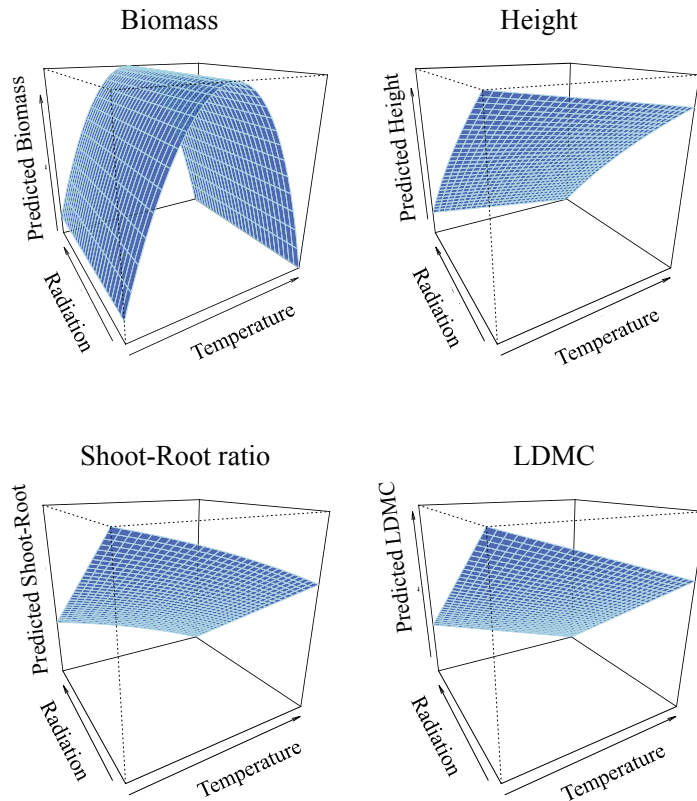 Biomass
Height
Predicted Biomass
Radiation
Temperature
Predicted Height
Radiation
Temperature
Shoot-Root ratio
LDMC
Predicted Shoot-Root
Radiation
Temperature
Predicted LDMC
Radiation
Temperature